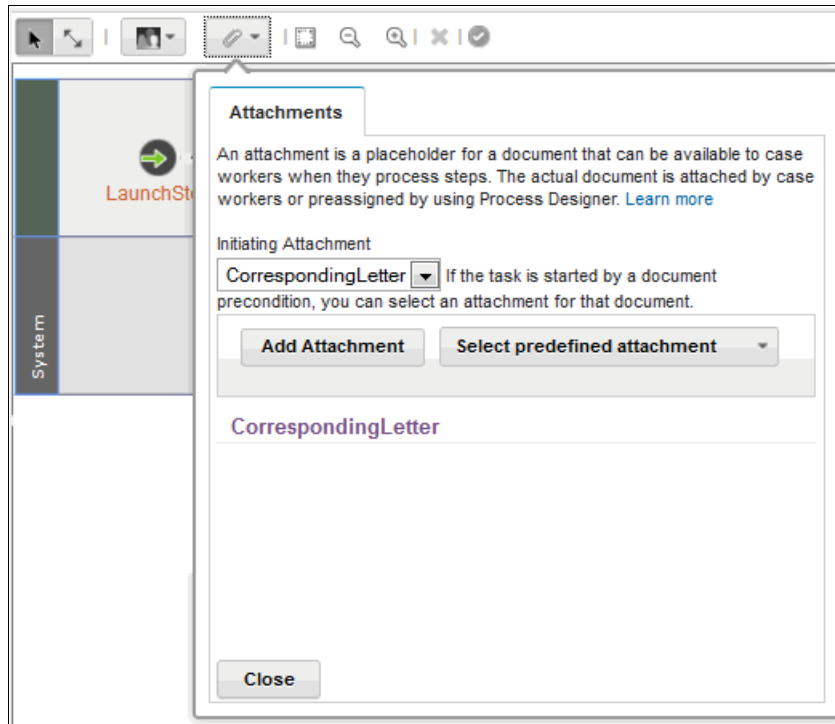 Attachments
An attachment is a placeholder for a document that can be available to case
workers when they process steps. The actual document is attached by case
workers or preassigned by using Process Designer. Learn more
LaunchSt
Initiating Attachment
CorrespondingLetter If the task is started by a document
precondition, you can select an attachment for that document.
Add Attachment Select predefined attachment
System
CorrespondingLetter
Close